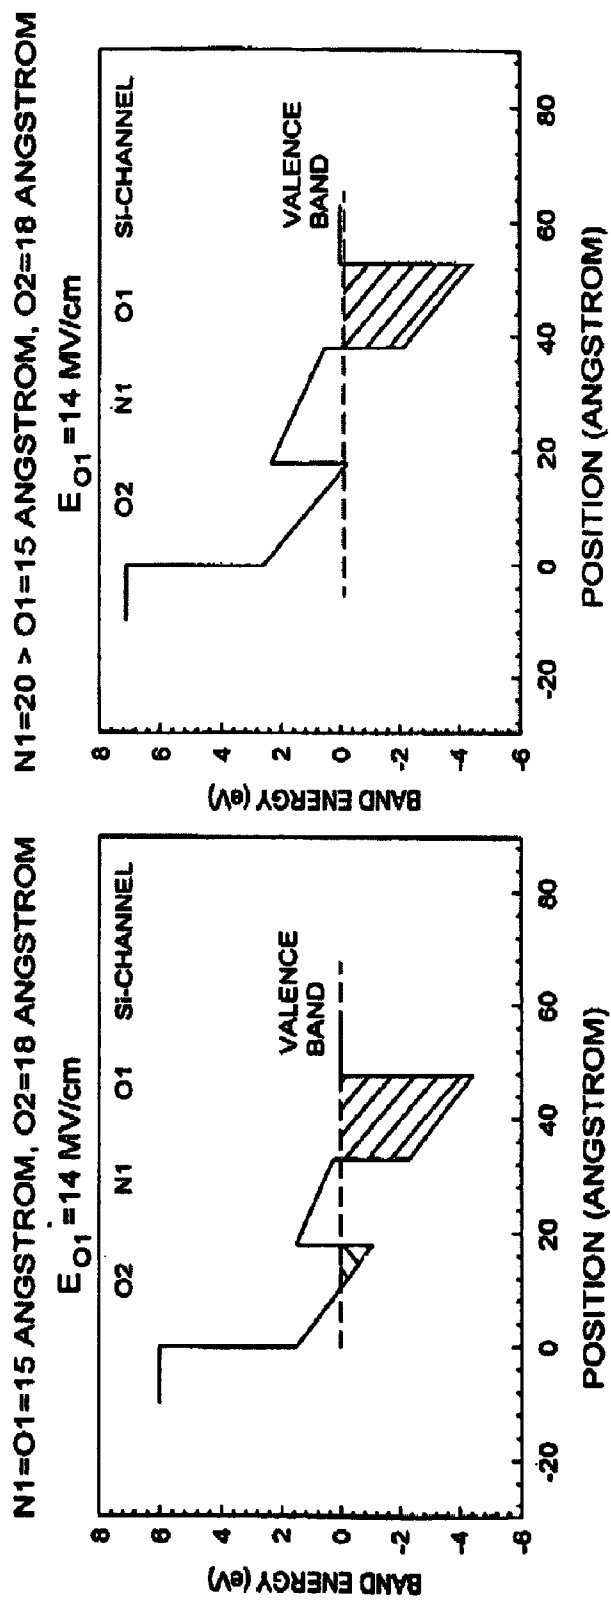 N1=O1=15 ANGSTROM, O2=18 ANGSTROM
E O1 =14 MV/cm
O2 N1 O1 Si-CHANNEL
VALENCE
BAND
BAND ENERGY (eV)
8
6
4
2
0
-2
-4
-6
-20 0 20 40 60 80
POSITION (ANGSTROM)
N1=20 > O1=15 ANGSTROM, O2=18 ANGSTROM
E O1 =14 MV/cm
O2 N1 O1 Si-CHANNEL
VALENCE
BAND
BAND ENERGY (eV)
8
6
4
2
0
-2
-4
-6
-20 0 20 40 60 80
POSITION (ANGSTROM)